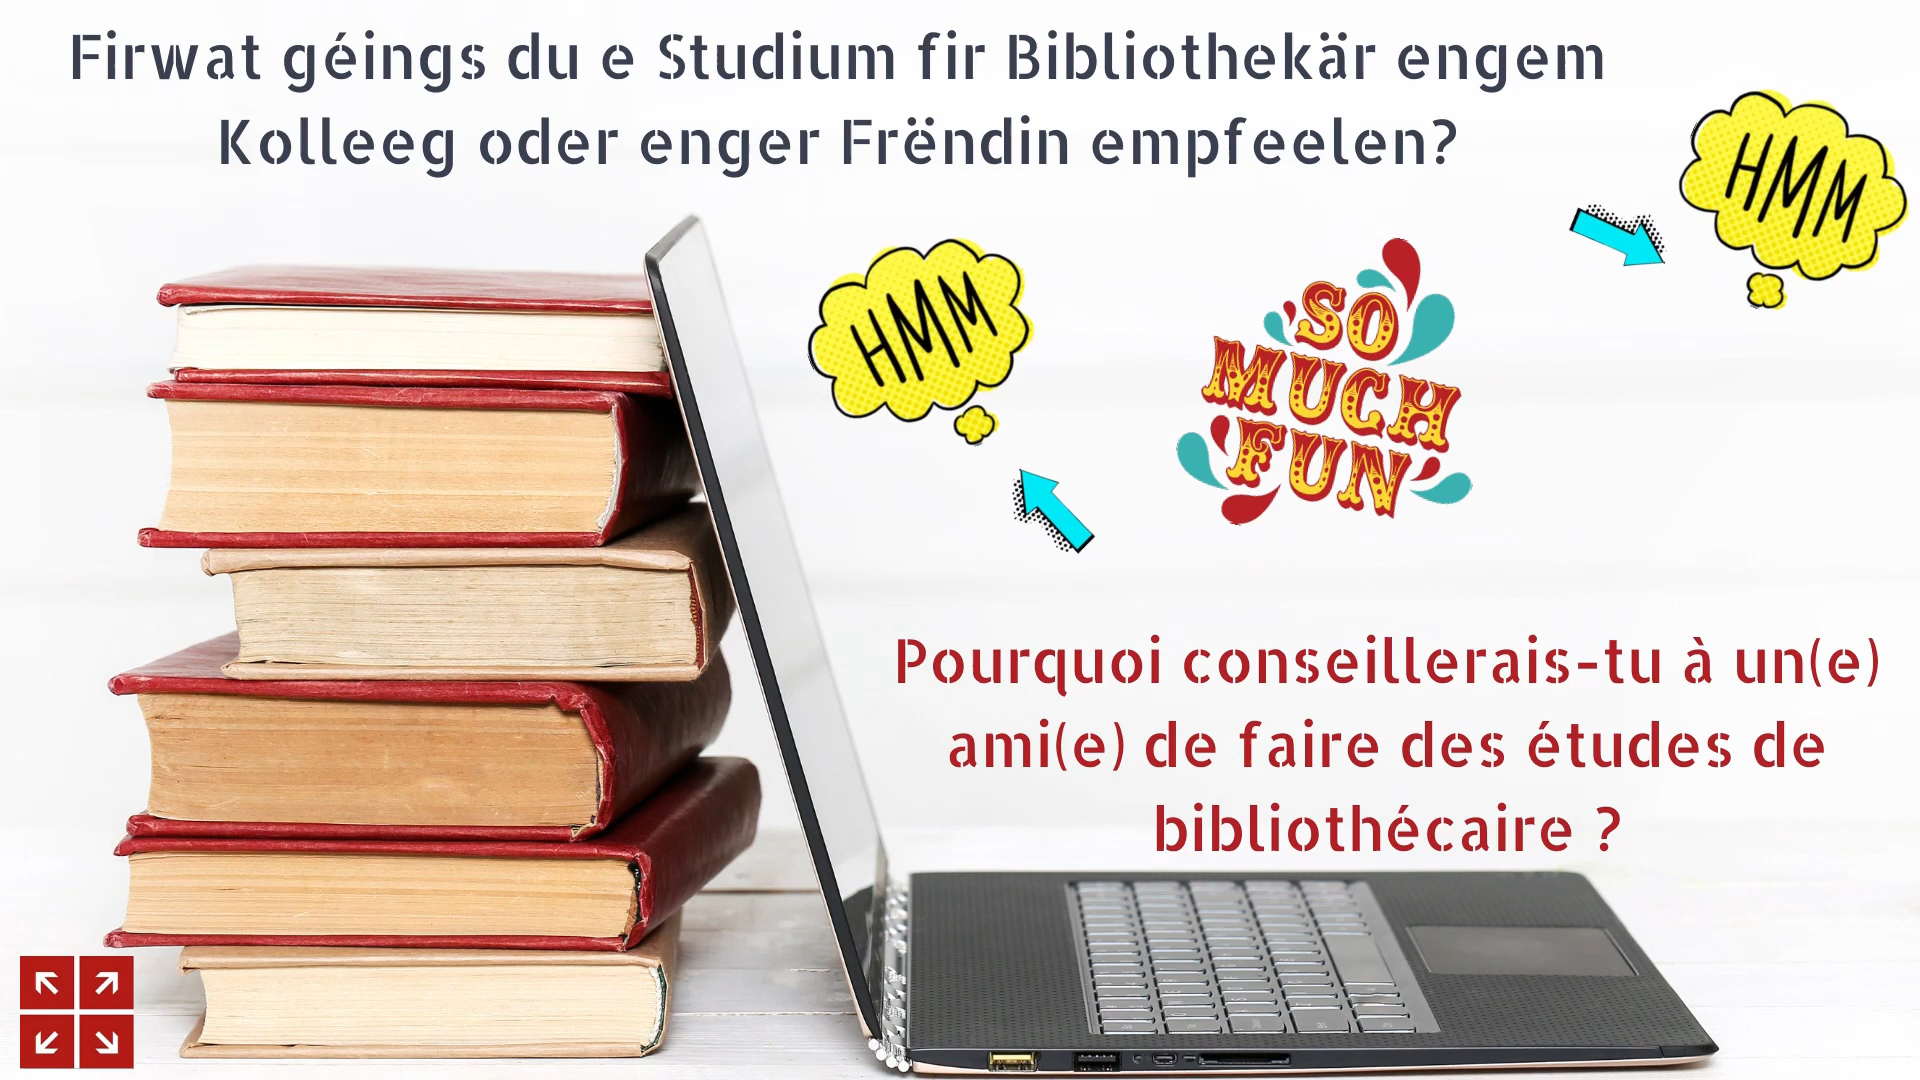 Firwat géings du e Studium fir Bibliothekär engem
Kolleeg oder enger Frëndin empfeelen?
HMM
HMM
SO
MUCH
FUN
Pourquoi conseillerais-tu à un(e)
ami(e) de faire des études de
bibliothécaire ?